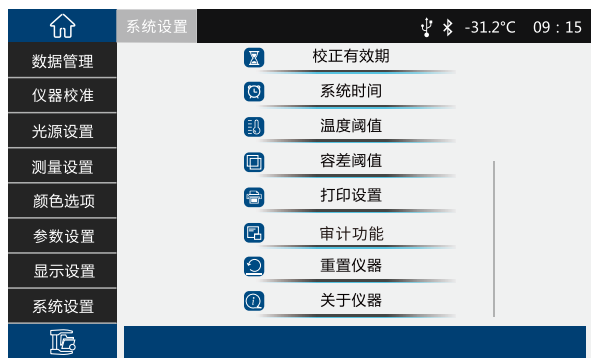 系统设置
-31.2°C 09 : 15
数据管理
仪器校准
光源设置
测量设置
颜色选项
参数设置
显示设置
系统设置
校正有效期
系统时间
温度阈值
容差阈值
打印设置
审计功能
重置仪器
关于仪器